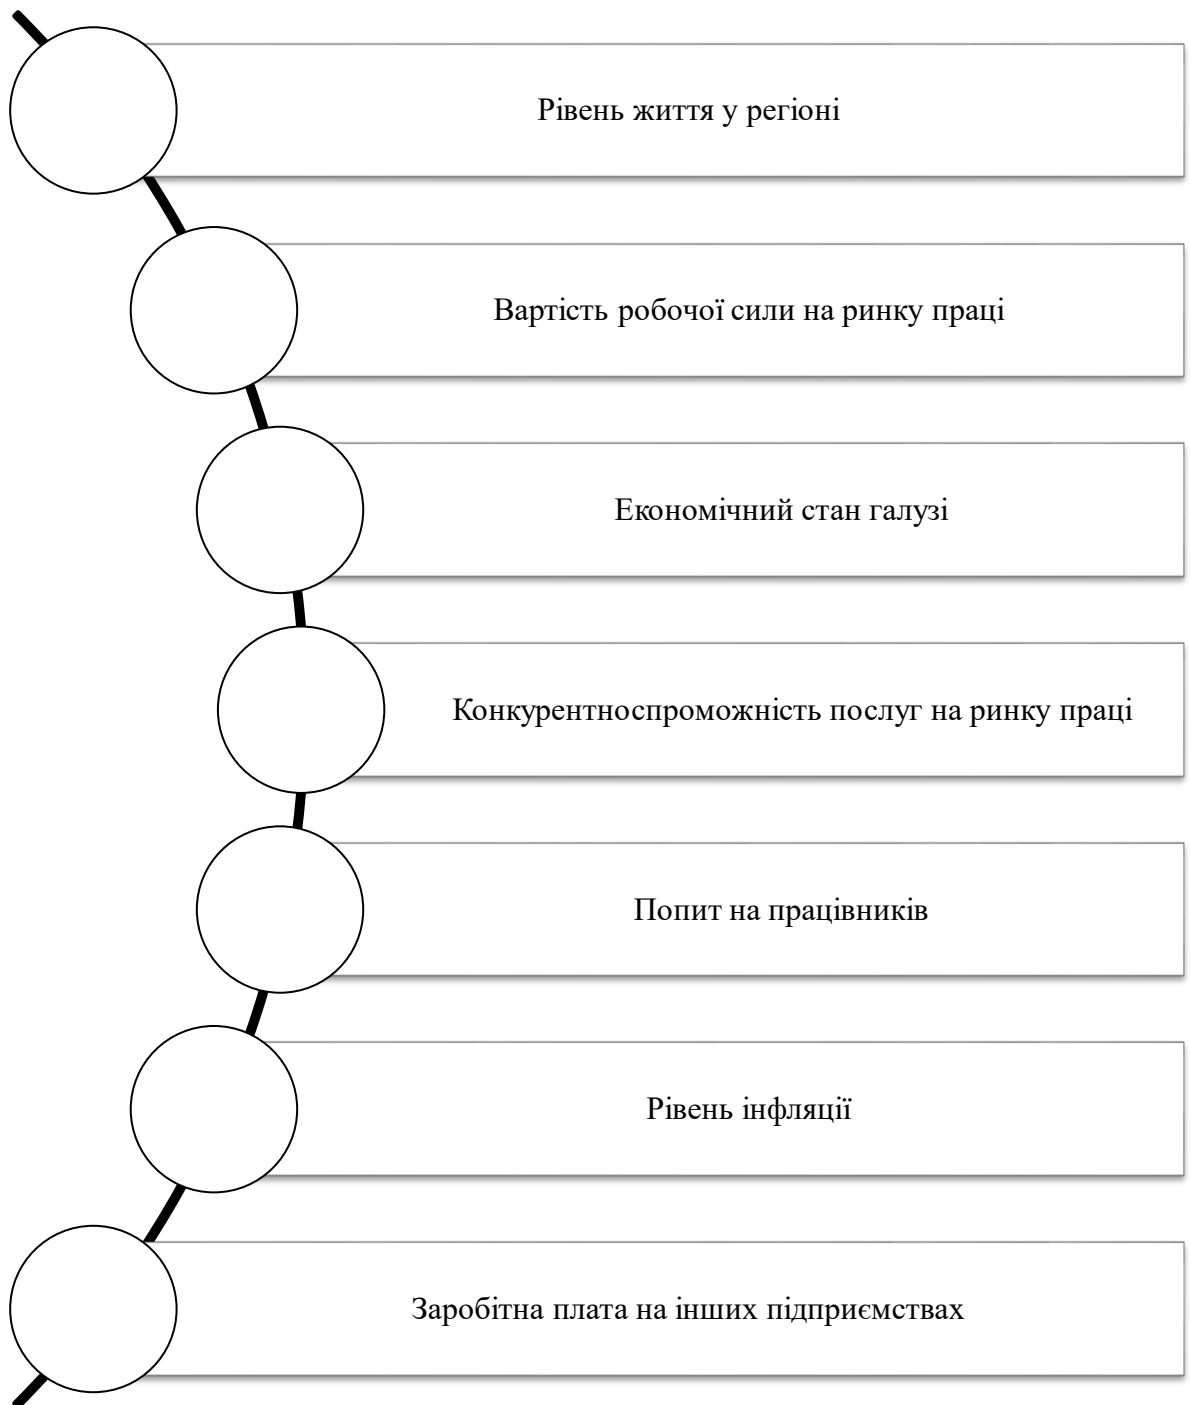 Рівень життя у регіоні
Вартість робочої сили на ринку праці
Економічний стан галузі
Конкурентноспроможність послуг на ринку праці
Попит на працівників
Рівень інфляції
Заробітна плата на інших підприємствах